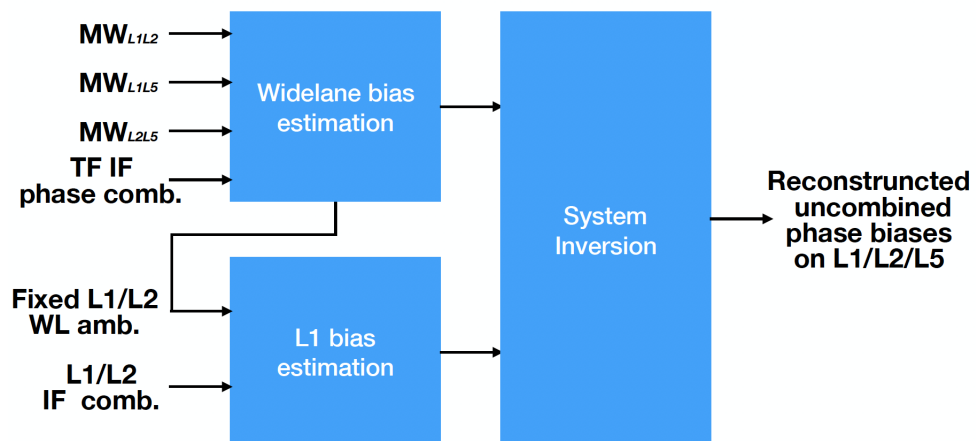 MWL1L2
MWL1L5
MWL2L5
TF IF
phase comb.
Widelane bias
estimation
Fixed L1/L2
WL amb.
L1/L2
IF comb.
L1 bias
estimation
System
Inversion
Reconstruncted
uncombined
phase biases
on L1/L2/L5